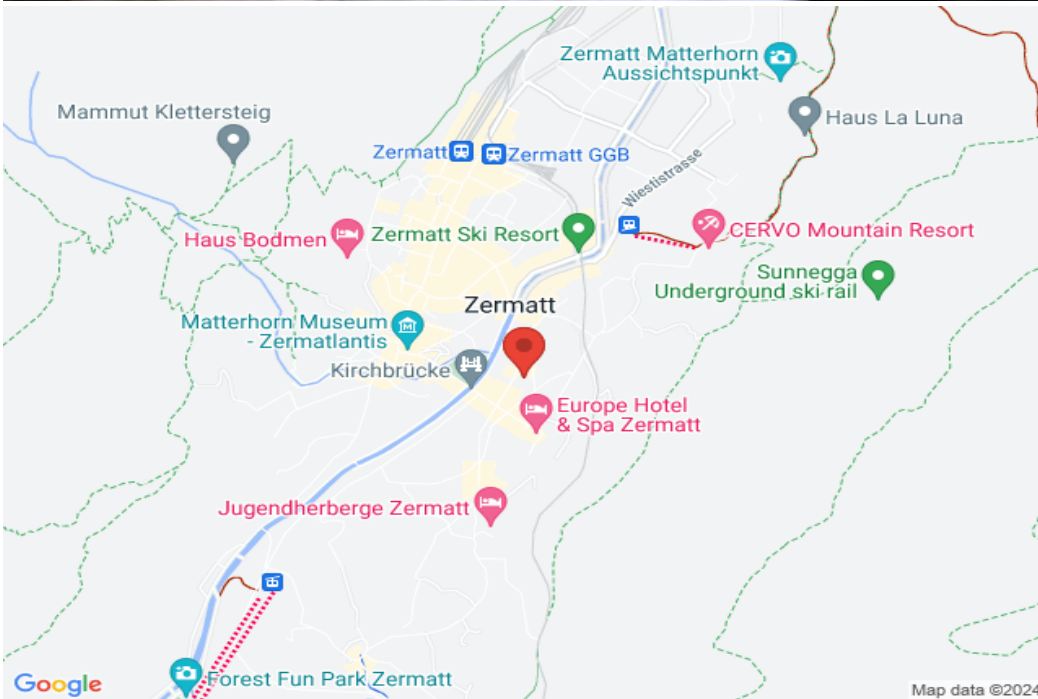 Zermatt Matterhorn
Aussichtspunkt
Mammut Klettersteig
Haus La Luna
Zermatt
Zermatt GGB
Wiestistrasse
Haus Bodmen
Zermatt Ski Resort
CERVO Mountain Resort
Sunnegga
Underground ski rail
Zermatt
Matterhorn Museum
- Zermatlantis
Kirchbrücke
Europe Hotel
& Spa Zermatt
Jugendherberge Zermatt
Forest Fun Park Zermatt
Google
Map data ©2024